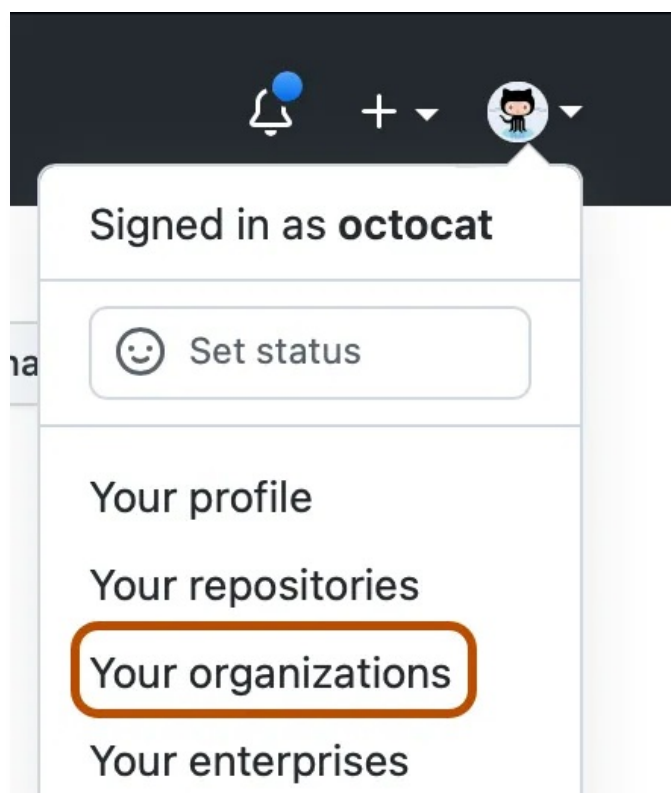 Signed in as octocat
Set status
Your profile
Your repositories
Your organizations
Your enterprises